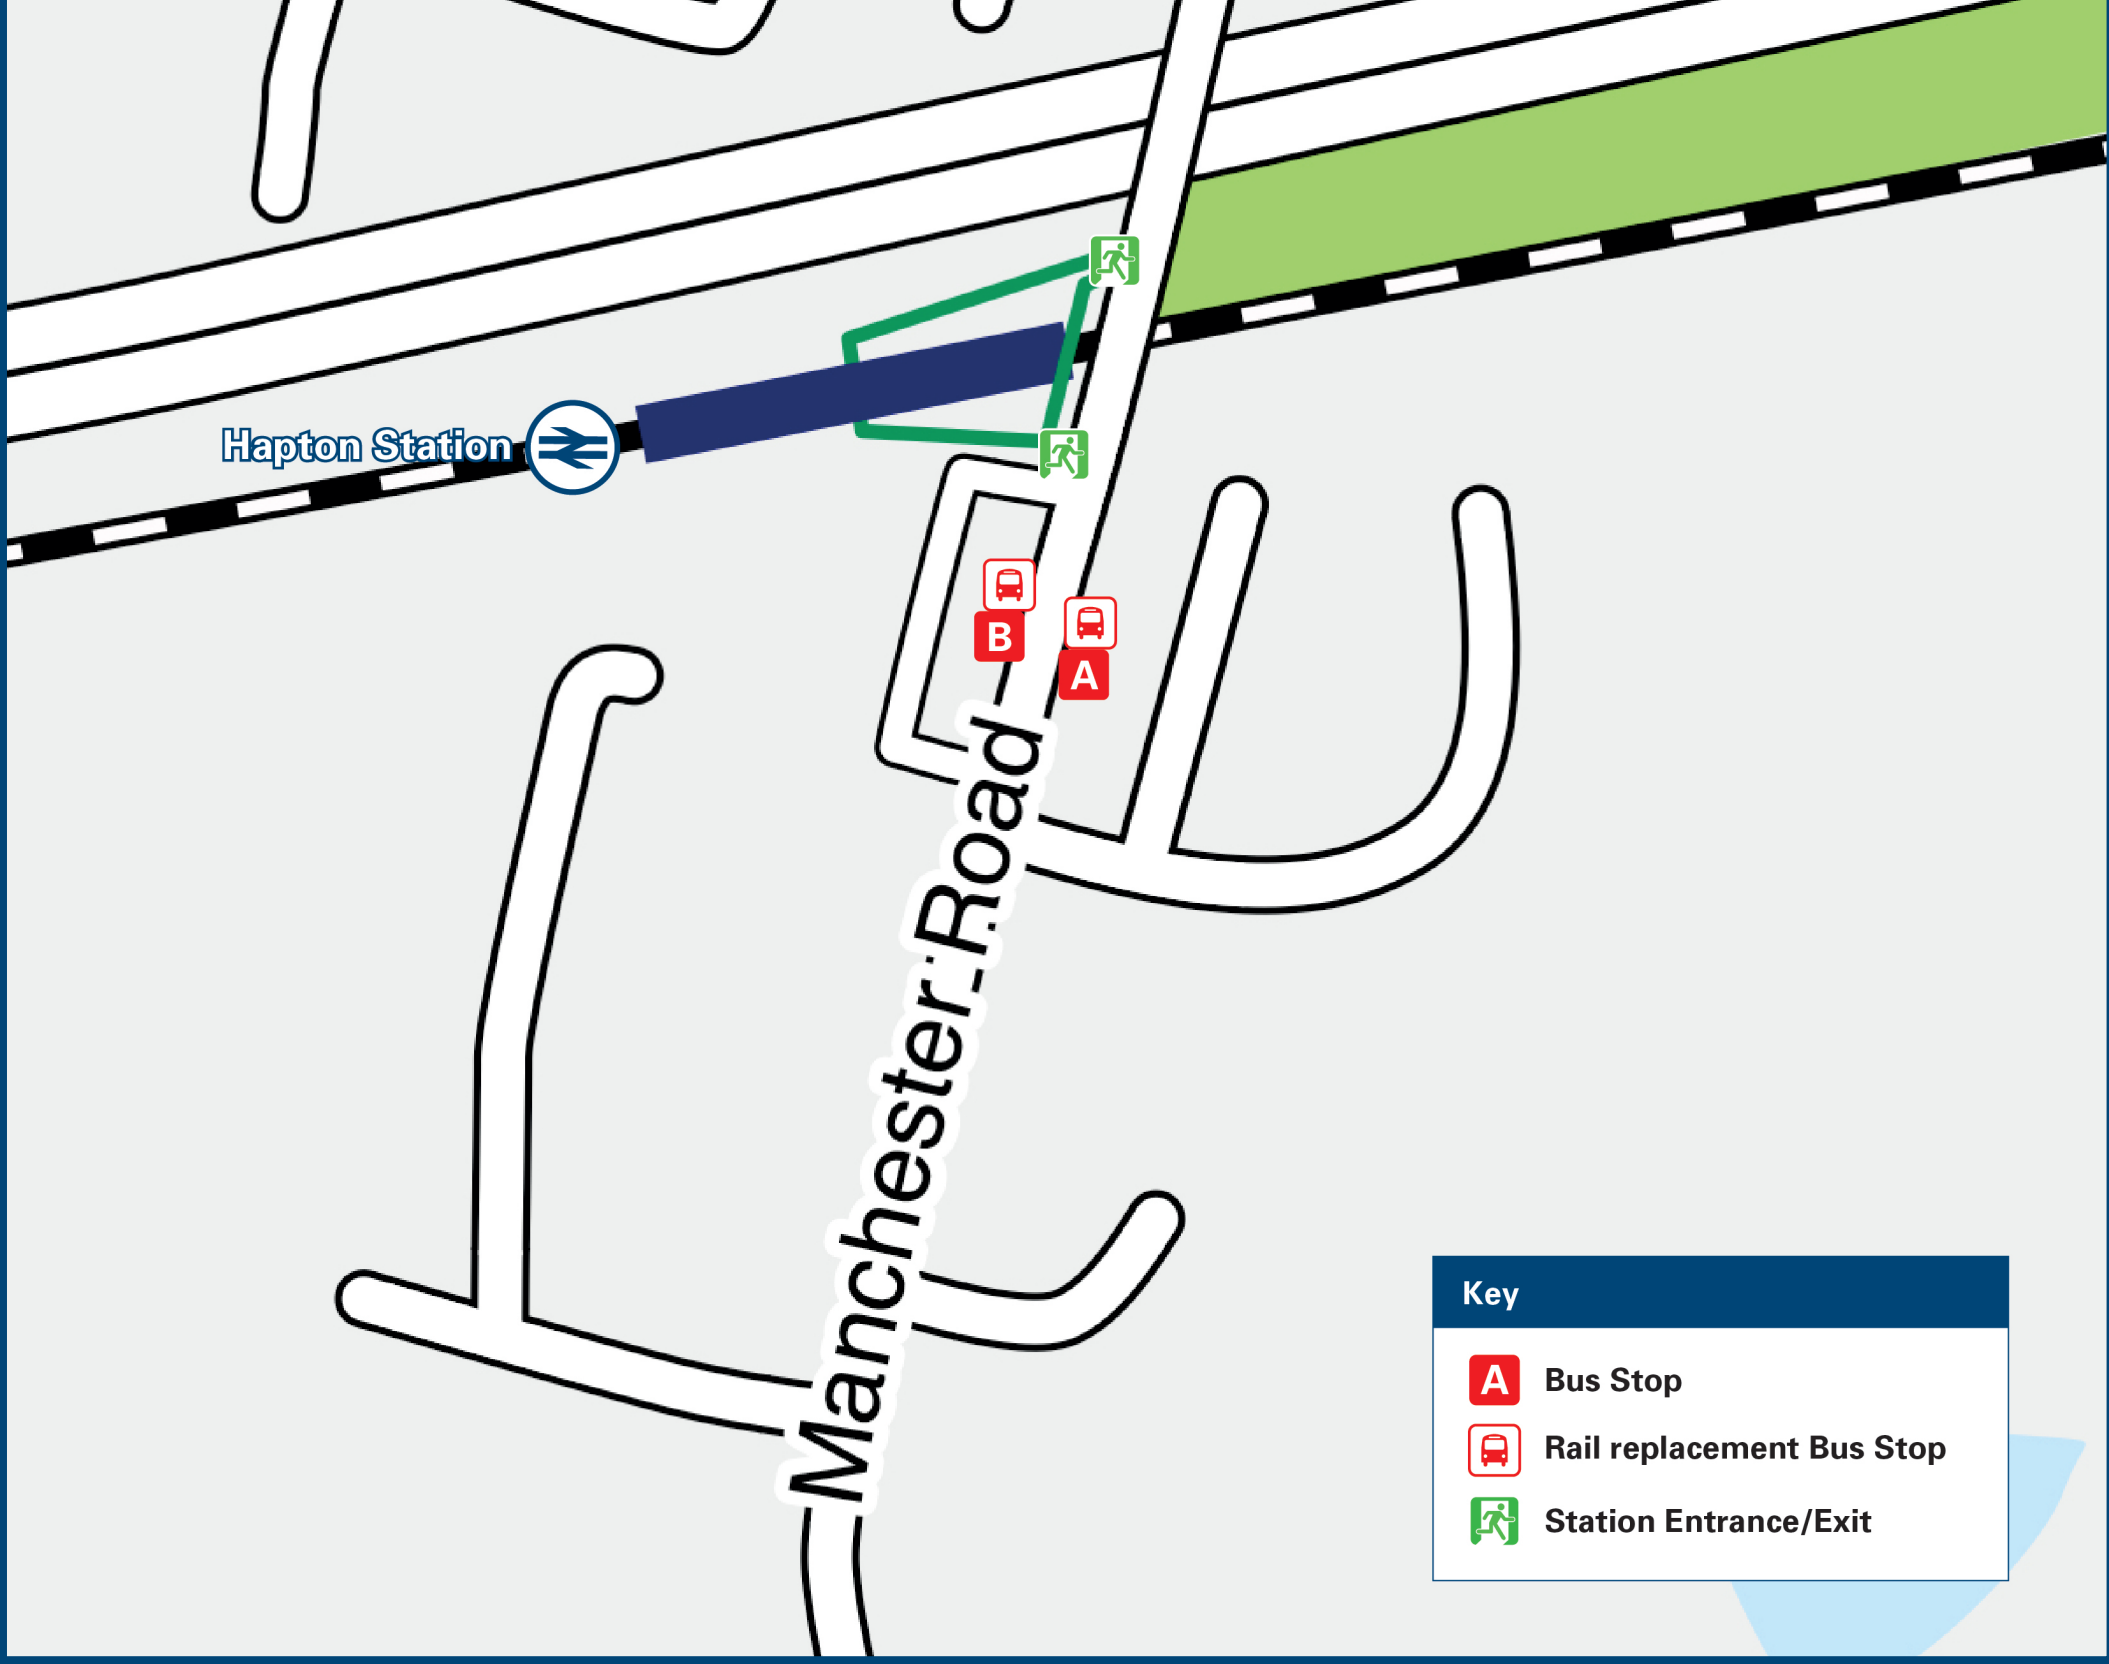 Hapton Station
B
A
Manchester Road
Key
A Bus Stop
Rail replacement Bus Stop
Station Entrance/Exit